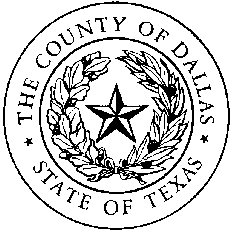 THE COUNTY OF DALLAS
STATE OF TEXAS